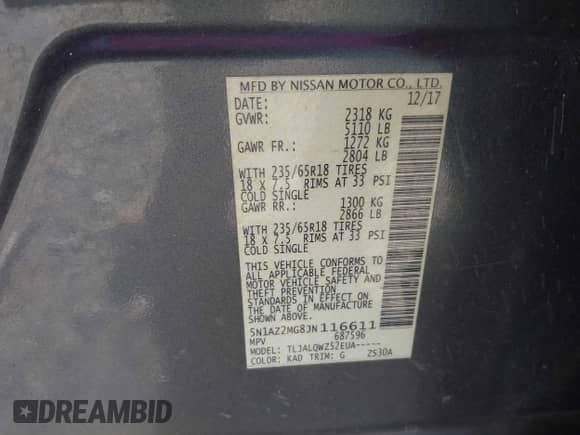 MFD BY NISSAN MOTOR CO., LTD.
DATE: 12/17
GVWR: 2318 KG
5110 LB
GAWR FR.: 1272 KG
2804 LB
WITH 235/65R18 TIRES
18 X 7.5 RIMS AT 33 PSI
COLD SINGLE
GAWR RR.: 1300 KG
2866 LB
WITH 235/65R18 TIRES
18 X 7.5 RIMS AT 33 PSI
COLD SINGLE
THIS VEHICLE CONFORMS TO
ALL APPLICABLE FEDERAL
MOTOR VEHICLE SAFETY AND
THEFT PREVENTION
STANDARDS IN EFFECT ON
THE DATE OF MANUFACTURE
SHOWN ABOVE.
5N1AZ2MG8JN116611
MPV 687596
MODEL: TLJALQWZ52EUA-----
COLOR: KAD TRIM: G Z530A
DREAMBID